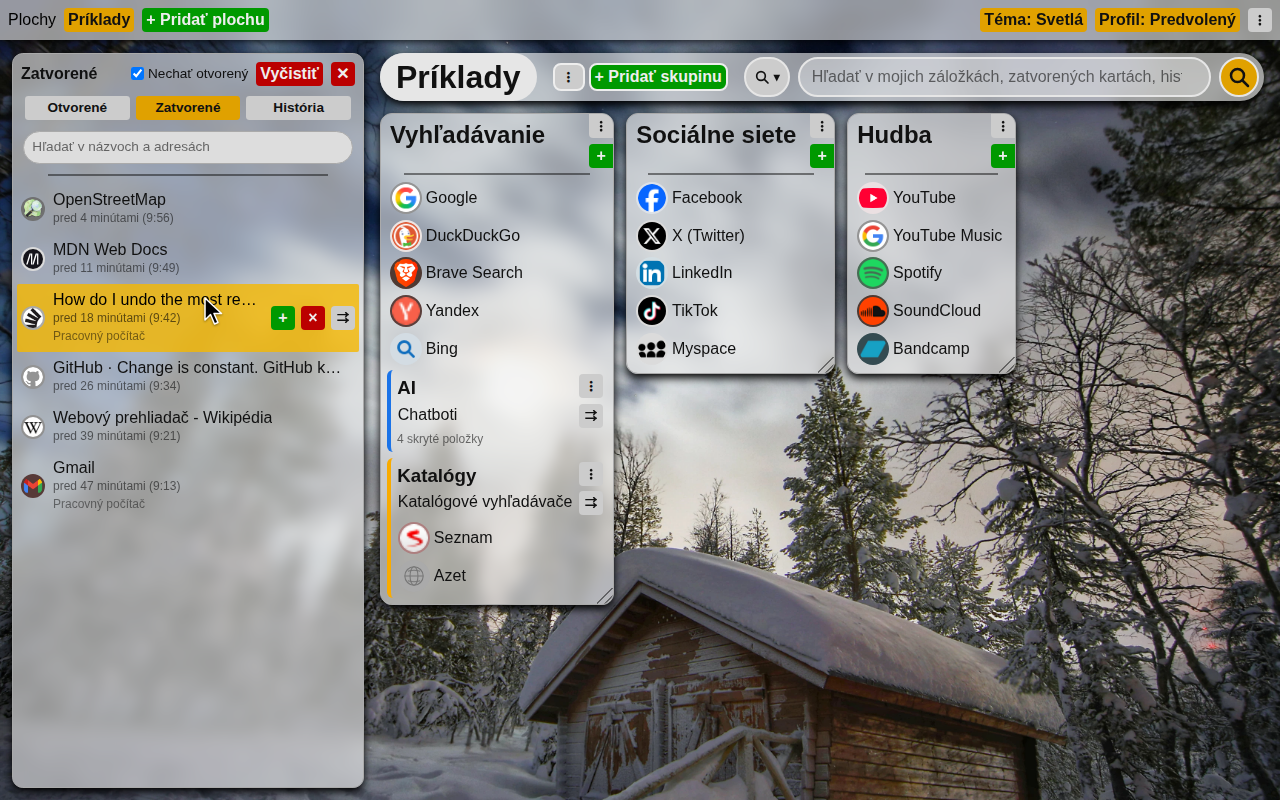 Plochy
Príklady
+ Pridať plochu
Téma: Svetlá
Profil: Predvolený
Zatvorené
Nechať otvorený
Vyčistiť
Otvorené
Zatvorené
História
Hľadať v názvoch a adresách
OpenStreetMap
pred 4 minútami (9:56)
MDN Web Docs
pred 11 minútami (9:49)
How do I undo the most re…
pred 18 minútami (9:42)
Pracovný počítač
GitHub · Change is constant. GitHub k…
pred 26 minútami (9:34)
Webový prehliadač - Wikipédia
pred 39 minútami (9:21)
Gmail
pred 47 minútami (9:13)
Pracovný počítač
Príklady
+ Pridať skupinu
Hľadať v mojich záložkách, zatvorených kartách, his
Vyhľadávanie
Google
DuckDuckGo
Brave Search
Yandex
Bing
AI
Chatboti
4 skryté položky
Katalógy
Katalógové vyhľadávače
Seznam
Azet
Sociálne siete
Facebook
X (Twitter)
LinkedIn
TikTok
Myspace
Hudba
YouTube
YouTube Music
Spotify
SoundCloud
Bandcamp